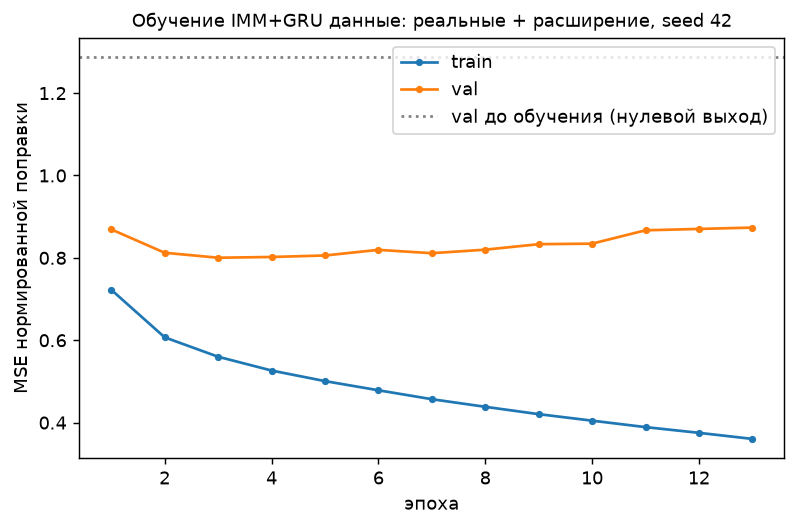 Обучение IMM+GRU данные: реальные + расширение, seed 42
train
val
val до обучения (нулевой выход)
MSE нормированной поправки
1.2
1.0
0.8
0.6
0.4
2 4 6 8 10 12
эпоха